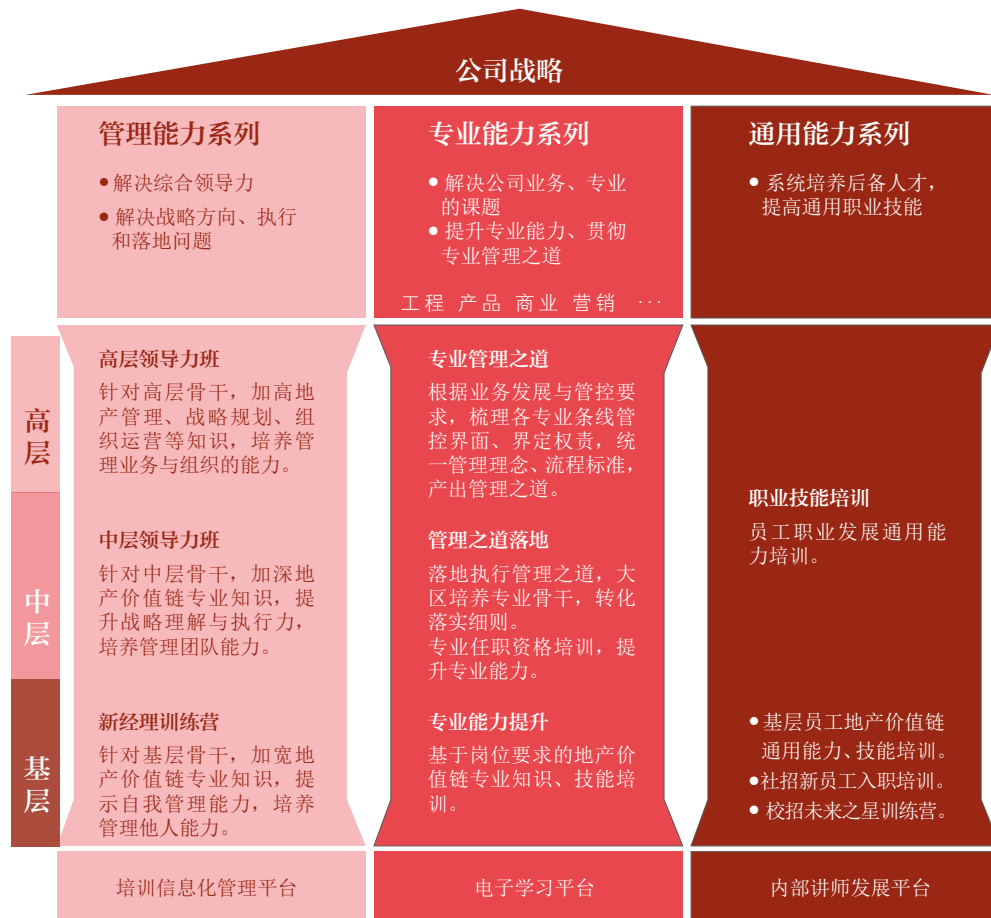 公司战略
管理能力系列
● 解决综合领导力
● 解决战略方向、执行
和落地问题
专业能力系列
● 解决公司业务、专业
的课题
● 提升专业能力、贯彻
专业管理之道
工程 产品 商业 营销 ···
通用能力系列
● 系统培养后备人才，
提高通用职业技能
高层
高层领导力班
针对高层骨干，加高地
产管理、战略规划、组
织运营等知识，培养管
理业务与组织的能力。
专业管理之道
根据业务发展与管控要
求，梳理各专业条线管
控界面、界定权责，统
一管理理念、流程标准，
产出管理之道。
中层
中层领导力班
针对中层骨干，加深地
产价值链专业知识，提
升战略理解与执行力，
培养管理团队能力。
管理之道落地
落地执行管理之道，大
区培养专业骨干，转化
落实细则。
专业任职资格培训，提
升专业能力。
职业技能培训
员工职业发展通用能
力培训。
基层
新经理训练营
针对基层骨干，加宽地
产价值链专业知识，提
示自我管理能力，培养
管理他人能力。
专业能力提升
基于岗位要求的地产价
值链专业知识、技能培
训。
● 基层员工地产价值链
通用能力、技能培训。
●社招新员工入职培训。
● 校招未来之星训练营。
培训信息化管理平台
电子学习平台
内部讲师发展平台